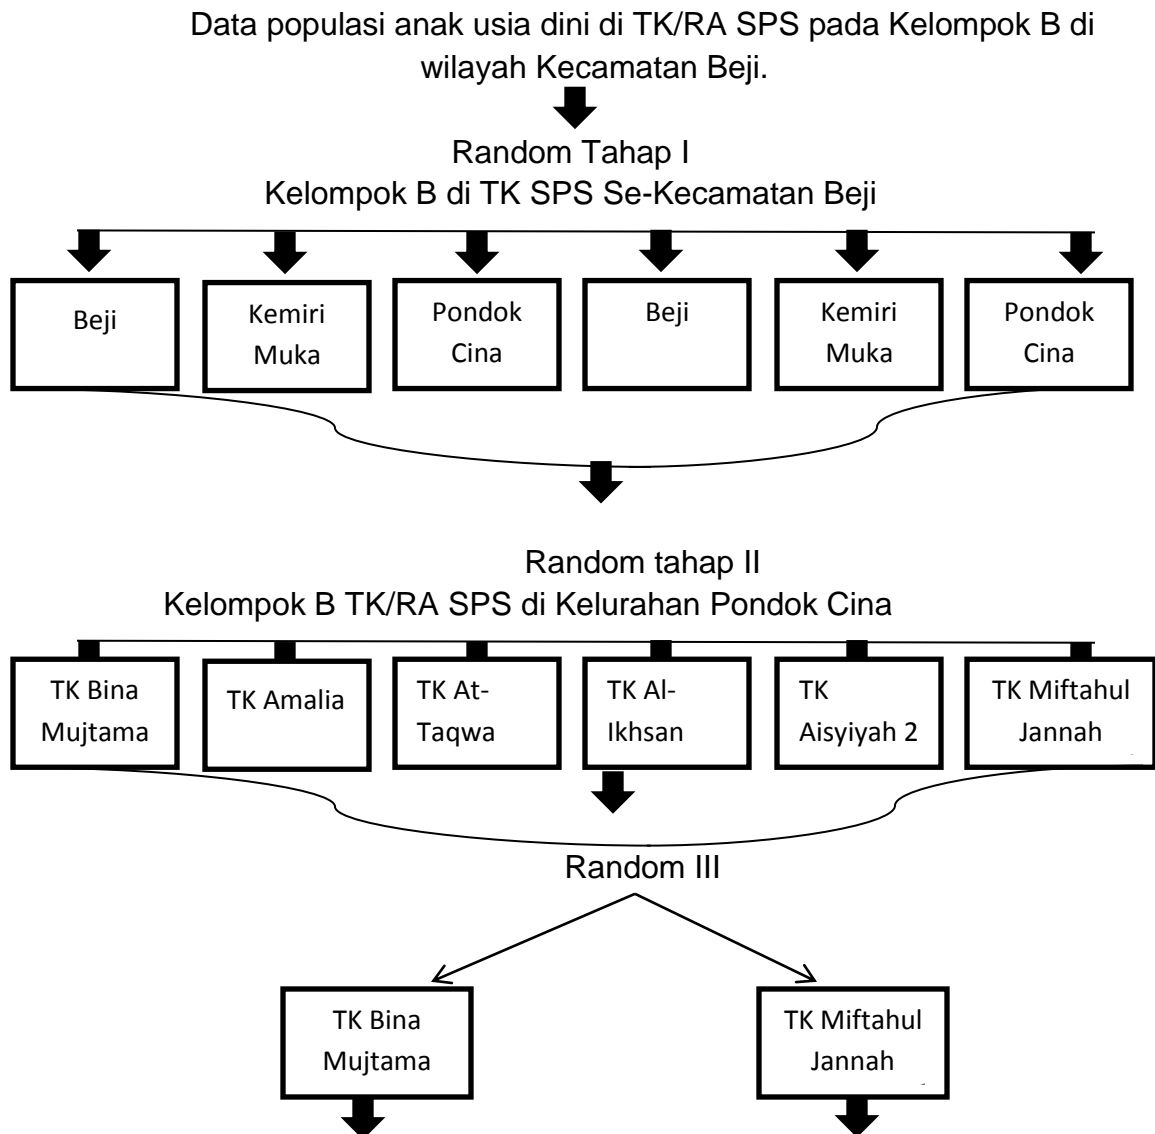 Data populasi anak usia dini di TK/RA SPS pada Kelompok B di
wilayah Kecamatan Beji.
Random Tahap I
Kelompok B di TK SPS Se-Kecamatan Beji
Beji
Kemiri
Muka
Pondok
Cina
Beji
Kemiri
Muka
Pondok
Cina
Random tahap II
Kelompok B TK/RA SPS di Kelurahan Pondok Cina
TK Bina
Mujtama
TK Amalia
TK At-
Taqwa
TK Al-
Ikhsan
TK
Aisyiyah 2
TK Miftahul
Jannah
Random III
TK Bina
Mujtama
TK Miftahul
Jannah